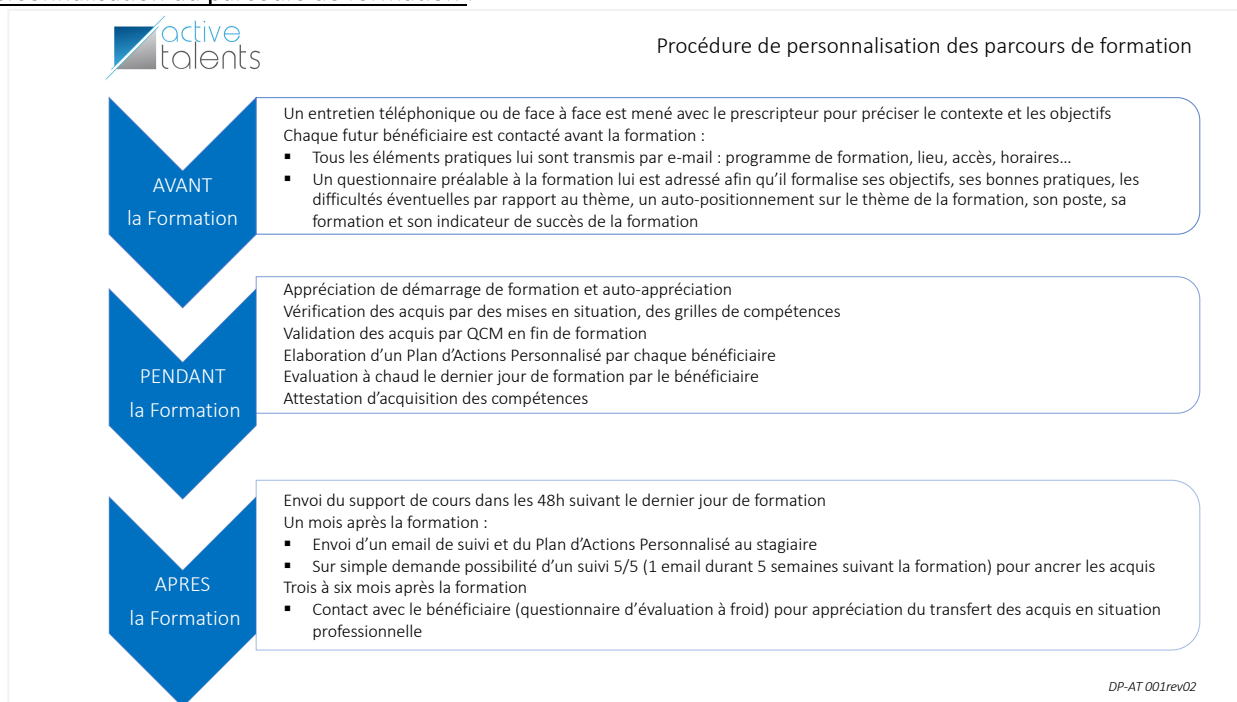 personnalisation du parcours de formation :
active
talents
Procédure de personnalisation des parcours de formation
AVANT
la Formation
Un entretien téléphonique ou de face à face est mené avec le prescripteur pour préciser le contexte et les objectifs
Chaque futur bénéficiaire est contacté avant la formation :
▪ Tous les éléments pratiques lui sont transmis par e-mail : programme de formation, lieu, accès, horaires…
▪ Un questionnaire préalable à la formation lui est adressé afin qu’il formalise ses objectifs, ses bonnes pratiques, les
difficultés éventuelles par rapport au thème, un auto-positionnement sur le thème de la formation, son poste, sa
formation et son indicateur de succès de la formation
PENDANT
la Formation
Appréciation de démarrage de formation et auto-appréciation
Vérification des acquis par des mises en situation, des grilles de compétences
Validation des acquis par QCM en fin de formation
Elaboration d’un Plan d’Actions Personnalisé par chaque bénéficiaire
Evaluation à chaud le dernier jour de formation par le bénéficiaire
Attestation d’acquisition des compétences
APRES
la Formation
Envoi du support de cours dans les 48h suivant le dernier jour de formation
Un mois après la formation :
▪ Envoi d’un email de suivi et du Plan d’Actions Personnalisé au stagiaire
▪ Sur simple demande possibilité d’un suivi 5/5 (1 email durant 5 semaines suivant la formation) pour ancrer les acquis
Trois à six mois après la formation
▪ Contact avec le bénéficiaire (questionnaire d’évaluation à froid) pour appréciation du transfert des acquis en situation
professionnelle
DP-AT 001rev02